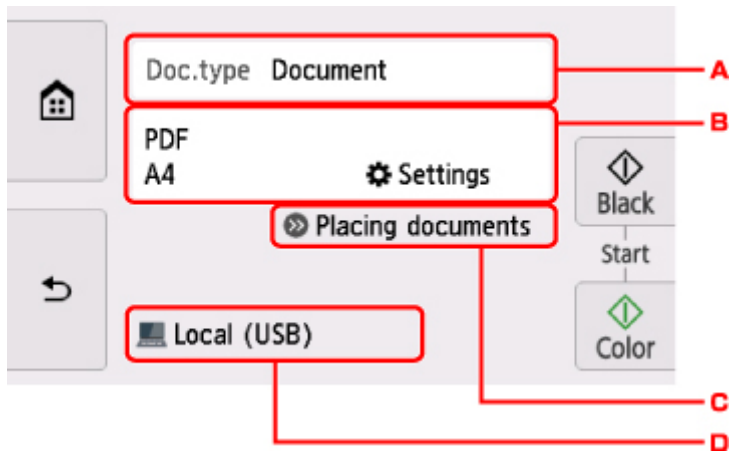 Doc.type Document
A
PDF
B
A4 Settings
Black
Placing documents
Start
Local (USB)
Color
C
D